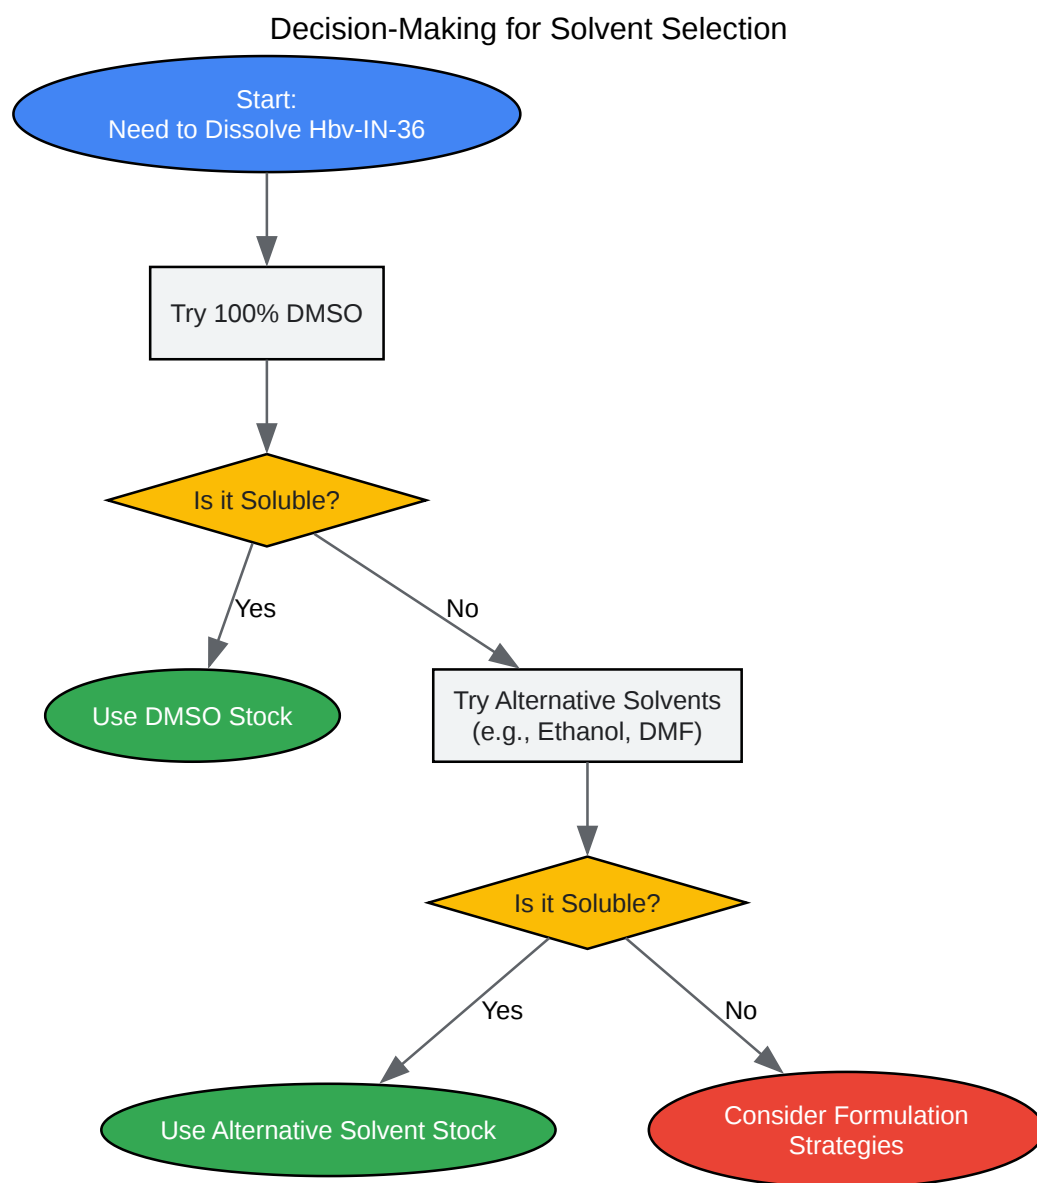 Decision-Making for Solvent Selection
Start:
Need to Dissolve Hbv-IN-36
Try 100% DMSO
Is it Soluble?
Yes
No
Use DMSO Stock
Try Alternative Solvents
(e.g., Ethanol, DMF)
Is it Soluble?
Yes
No
Use Alternative Solvent Stock
Consider Formulation
Strategies